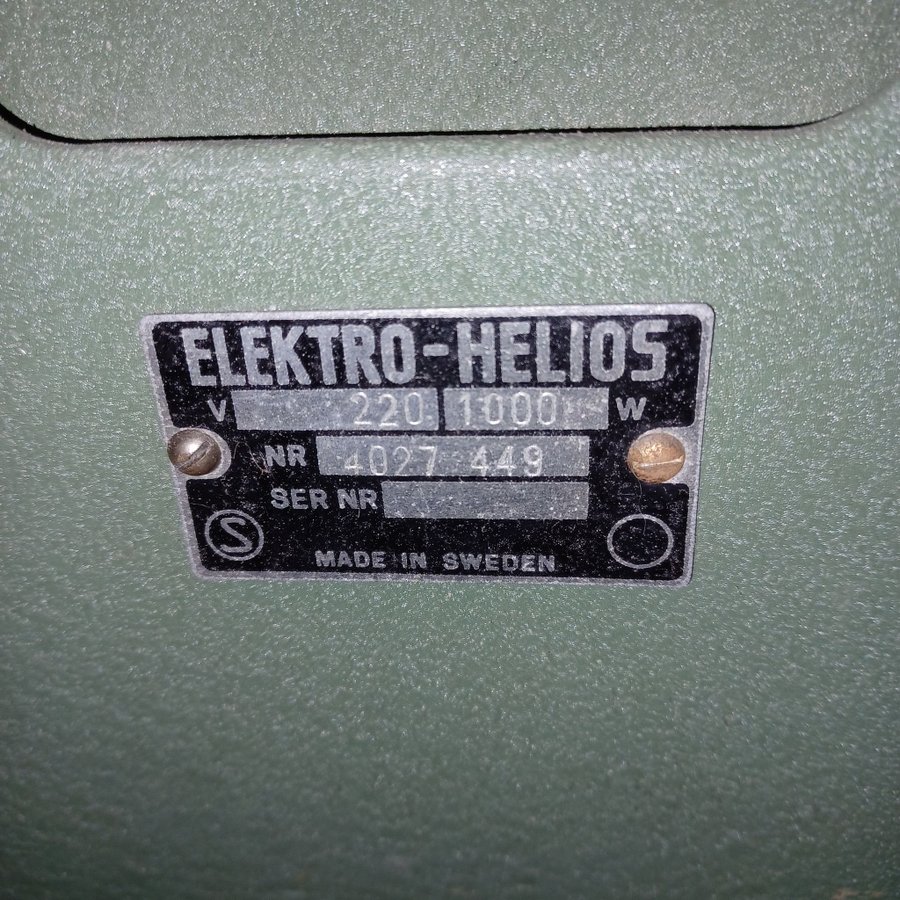 ELEKTRO-HELIOS
V 220 1000 W
NR 4027 449
SER NR
S
MADE IN SWEDEN